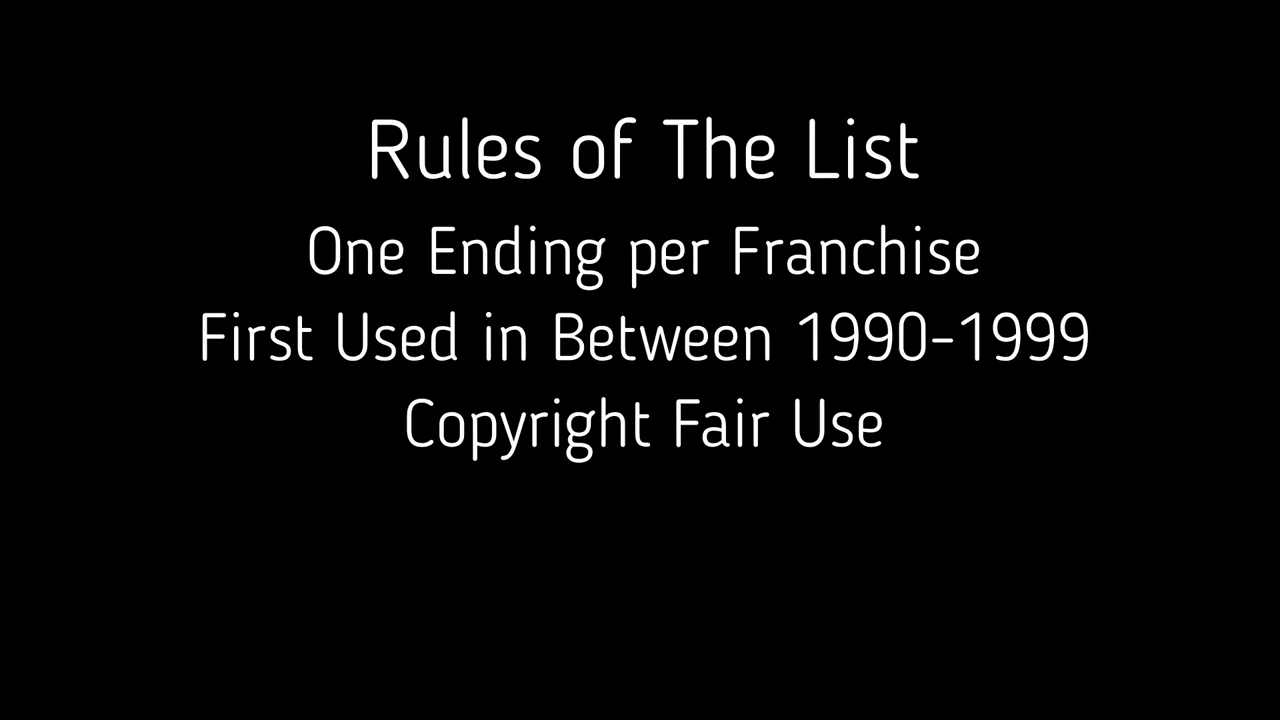 Rules of The List
One Ending per Franchise
First Used in Between 1990-1999
Copyright Fair Use